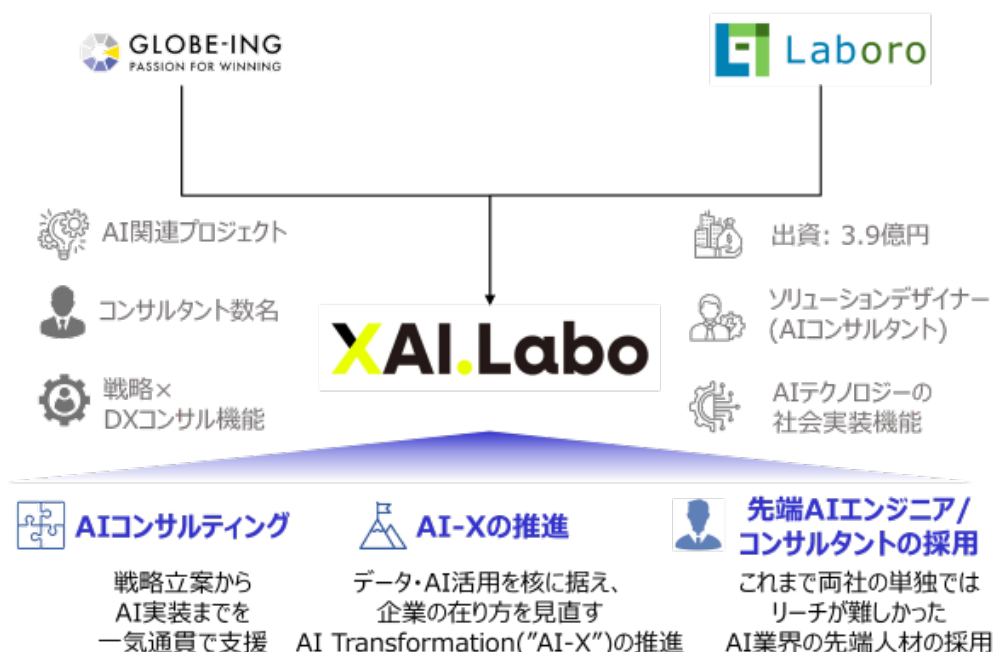 GLOBE-ING
PASSION FOR WINNING
Laboro
AI関連プロジェクト
コンサルタント数名
戦略×
DXコンサル機能
XAI.Labo
出資: 3.9億円
ソリューションデザイナー
(AIコンサルタント)
AIテクノロジーの
社会実装機能
AIコンサルティング
戦略立案から
AI実装までを
一気通貫で支援
AI-Xの推進
データ・AI活用を核に据え、
企業の在り方を見直す
AI Transformation("AI-X")の推進
先端AIエンジニア/
コンサルタントの採用
これまで両社の単独では
リーチが難しかった
AI業界の先端人材の採用